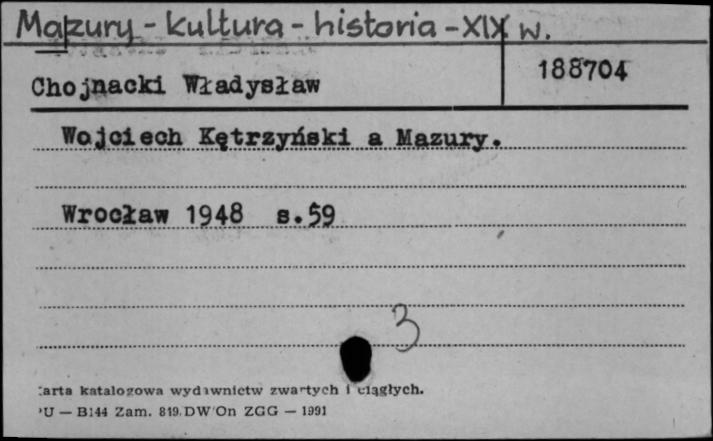 Mazury - kultura - historia - XIX w.
188704
Chojnacki Władysław
Wojciech Kętrzyński a Mazury.
Wrocław 1948 s.59
3
arta katalogowa wydawnictw zwartych i ciągłych.
U — B144 Zam. 819.DW/On ZGG — 1991